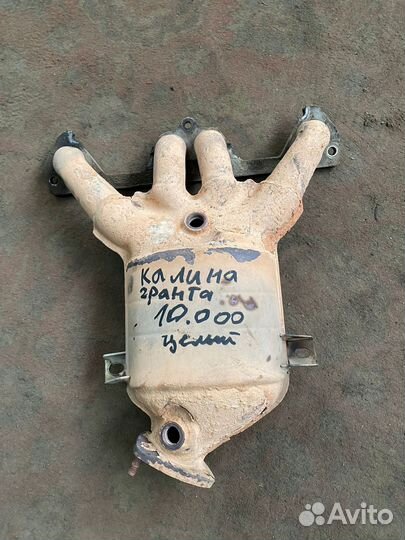 калина
гранта
10.000
целый
Avito